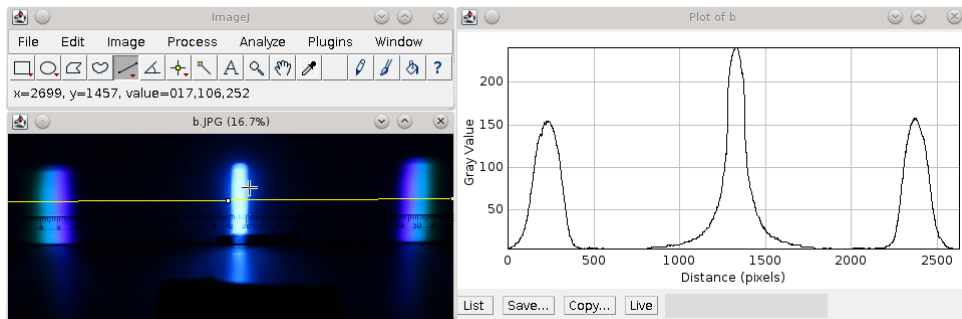 ImageJ
File Edit Image Process Analyze Plugins Window
A ?
x=2699, y=1457, value=017,106,252
b.JPG (16.7%)
Plot of b
200
150
100
50
Gray Value
0 500 1000 1500 2000 2500
Distance (pixels)
List Save... Copy... Live